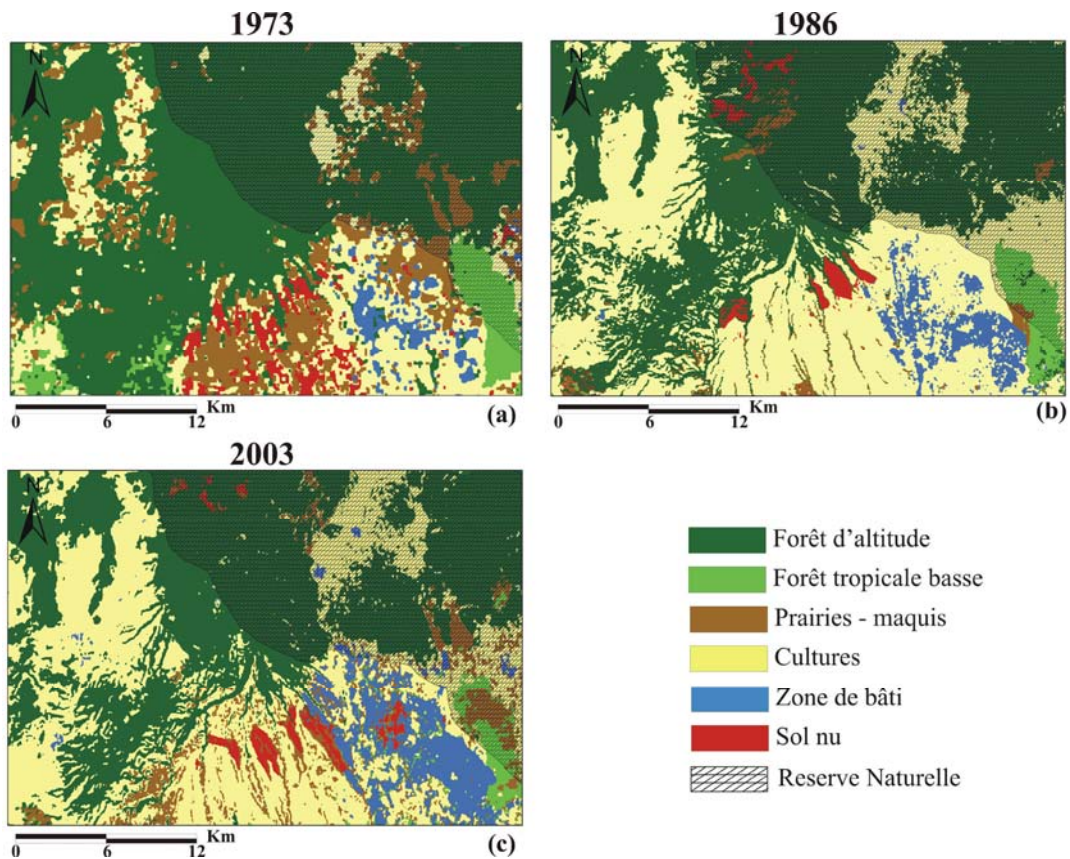 1973
1986
N
N
0 6 12 Km
(a)
0 6 12 Km
(b)
2003
N
0 6 12 Km
(c)
Forêt d'altitude
Forêt tropicale basse
Prairies - maquis
Cultures
Zone de bâti
Sol nu
Reserve Naturelle